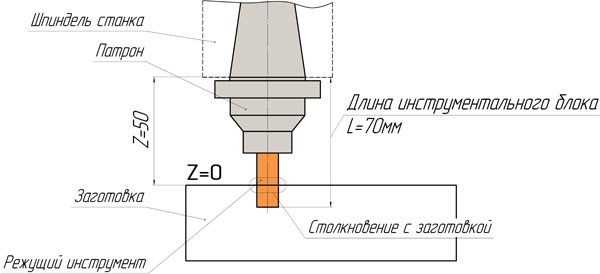 Шпиндель станка
Патрон
Длина инструментального блока
L=70мм
Z=50
Z=0
Заготовка
Столкновение с заготовкой
Режущий инструмент